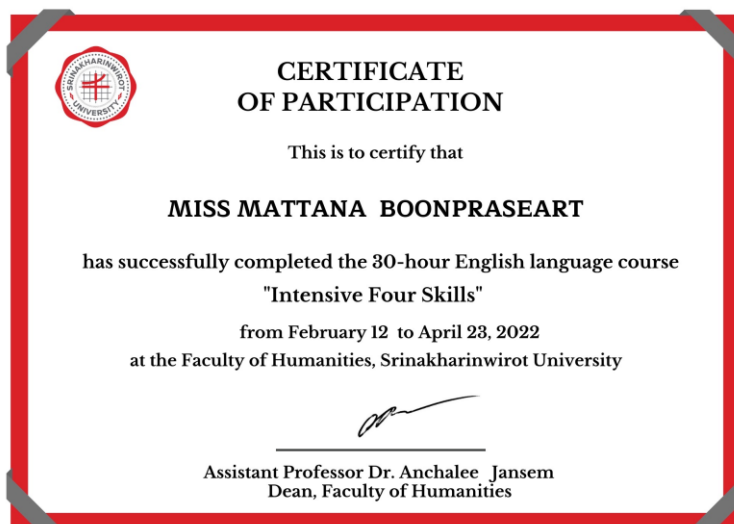 SRINAKHARINWIROT
UNIVERSITY
CERTIFICATE
OF PARTICIPATION
This is to certify that
MISS MATTANA BOONPRASEART
has successfully completed the 30-hour English language course
"Intensive Four Skills"
from February 12 to April 23, 2022
at the Faculty of Humanities, Srinakharinwirot University
Assistant Professor Dr. Anchalee Jansem
Dean, Faculty of Humanities